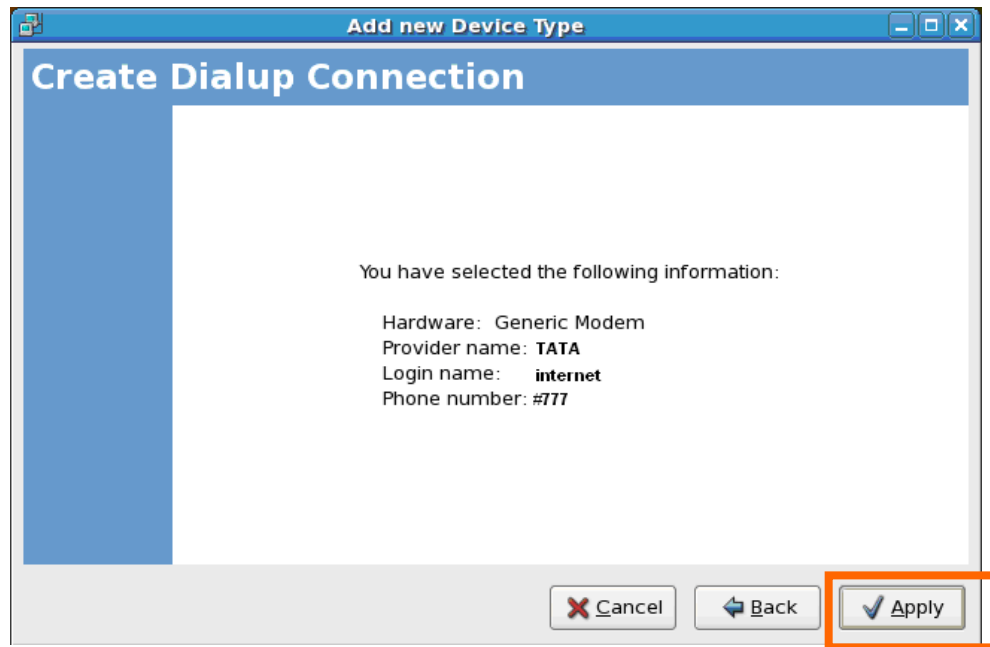 Add new Device Type
Create Dialup Connection
You have selected the following information:
Hardware: Generic Modem
Provider name: TATA
Login name: internet
Phone number: #777
Cancel
Back
Apply